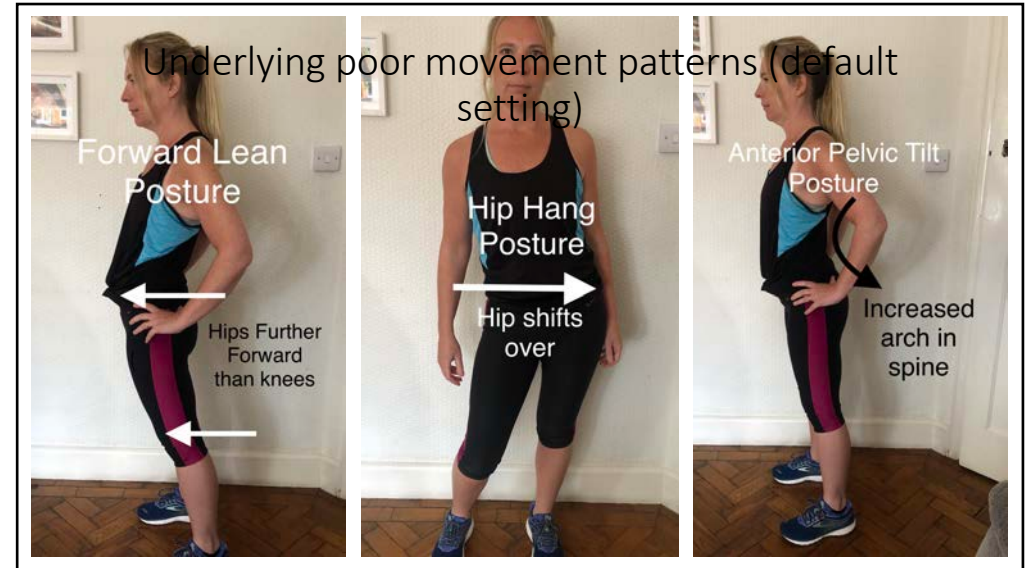 Underlying poor movement patterns (default
setting)
Forward Lean
Posture
Hips Further
Forward
than knees
Hip Hang
Posture
Hip shifts
over
Anterior Pelvic Tilt
Posture
Increased
arch in
spine